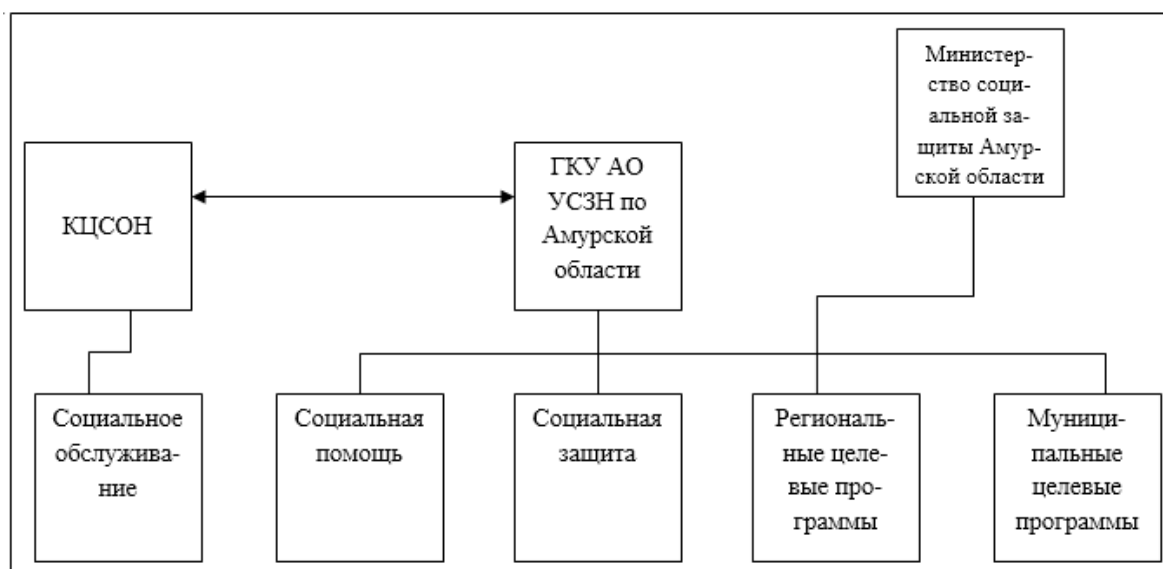 Министер-
ство соци-
альной за-
щиты Амур-
ской области
КЦСОН
ГКУ АО
УСЗН по
Амурской
области
Социальное
обслужива-
ние
Социальная
помощь
Социальная
защита
Региональ-
ные целе-
вые про-
граммы
Муници-
пальные
целевые
программы